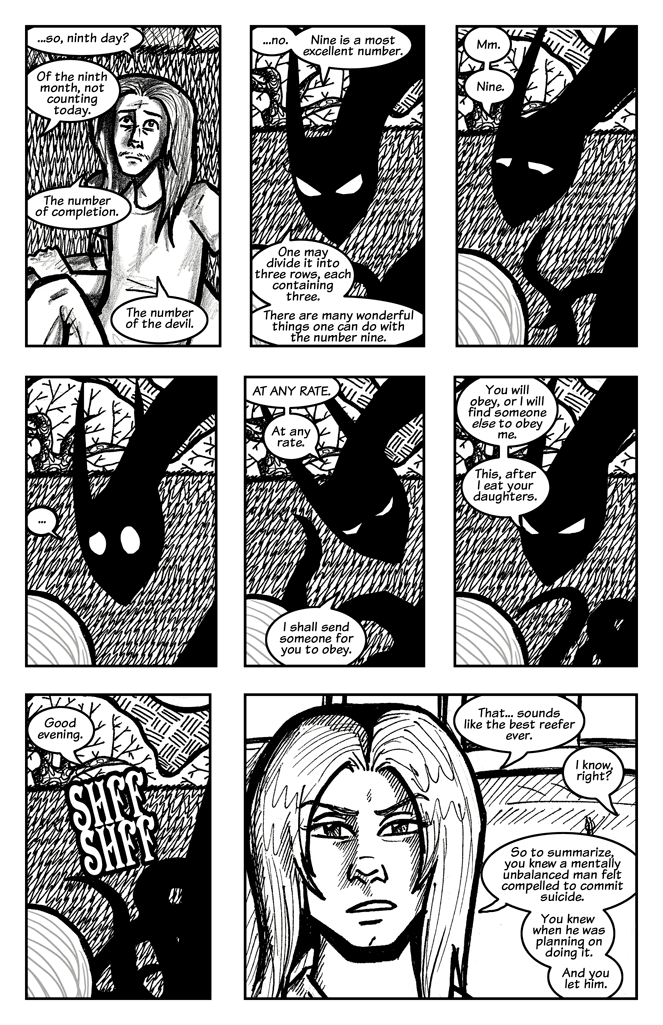 ...so, ninth day?
Of the ninth
month, not
counting
today.
The number
of completion.
The number
of the devil.
...no.
Nine is a most
excellent number.
One may
divide it into
three rows, each
containing
three.
There are many wonderful
things one can do with
the number nine.
Mm.
Nine.
...
AT ANY RATE.
At any
rate.
I shall send
someone for
you to obey.
You will
obey, or I will
find someone
else to obey
me.
This, after
I eat your
daughters.
Good
evening.
SHFF
SHFF
That... sounds
like the best reefer
ever.
I know,
right?
So to summarize,
you knew a mentally
unbalanced man felt
compelled to commit
suicide.
You knew
when he was
planning on
doing it.
And you
let him.